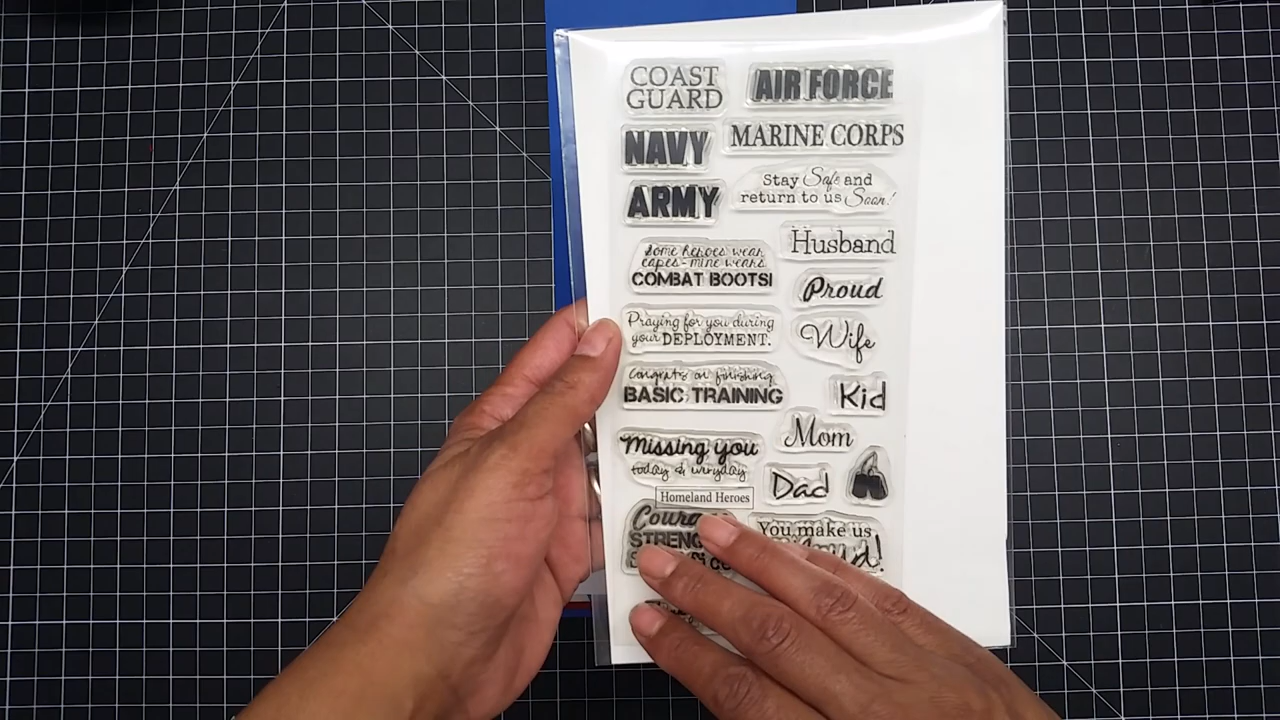 COAST
GUARD
AIR FORCE
NAVY
MARINE CORPS
ARMY
Stay Safe and
return to us Soon!
Husband
Some heroes wear
capes - mine wears
COMBAT BOOTS!
Proud
Praying for you during
your DEPLOYMENT.
Wife
Congrats on finishing
BASIC TRAINING
Kid
Mom
Missing you
today & everyday
Dad
Homeland Heroes
You make us